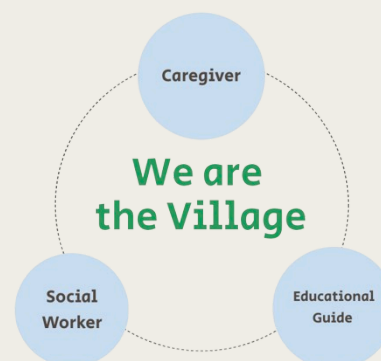 Caregiver
We are
the Village
Social
Worker
Educational
Guide